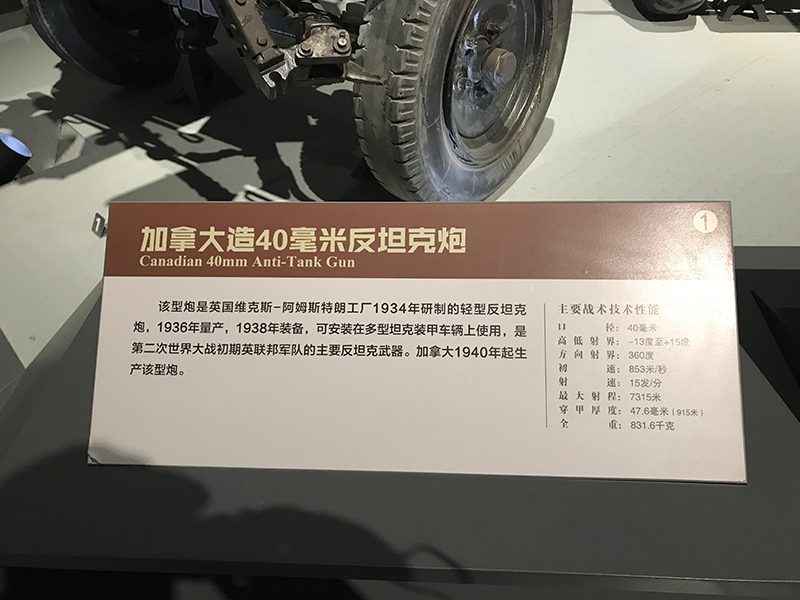 1
加拿大造40毫米反坦克炮
Canadian 40mm Anti-Tank Gun
1
该型炮是英国维克斯-阿姆斯特朗工厂1934年研制的轻型反坦克
炮，1936年量产，1938年装备，可安装在多型坦克装甲车辆上使用，是
第二次世界大战初期英联邦军队的主要反坦克武器。加拿大1940年起生
产该型炮。
主要战术技术性能
口径：40毫米
高低射界：-13度至+15度
方向射界：360度
初速：853米/秒
射速：15发/分
最大射程：7315米
穿甲厚度：47.6毫米（915米）
全重：831.6千克